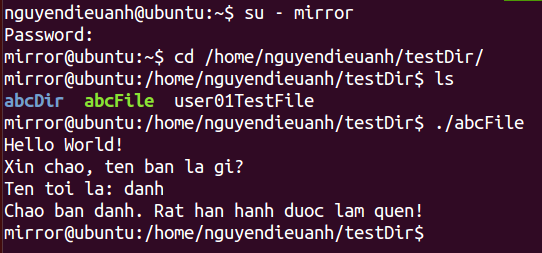 nguyendieuanh@ubuntu:~$ su - mirror
Password:
mirror@ubuntu:~$ cd /home/nguyendieuanh/testDir/
mirror@ubuntu:/home/nguyendieuanh/testDir$ ls
abcDir  abcFile  user01TestFile
mirror@ubuntu:/home/nguyendieuanh/testDir$ ./abcFile
Hello World!
Xin chao, ten ban la gi?
Ten toi la: danh
Chao ban danh. Rat han hanh duoc lam quen!
mirror@ubuntu:/home/nguyendieuanh/testDir$